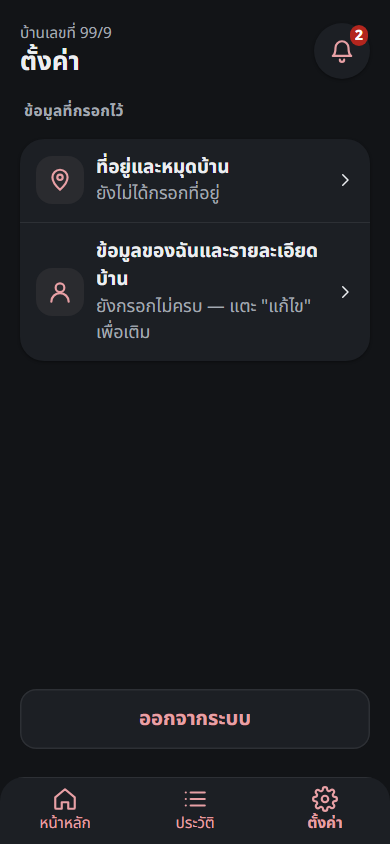 บ้านเลขที่ 99/9
ตั้งค่า
2
ข้อมูลที่กรอกไว้
ที่อยู่และหมุดบ้าน
ยังไม่ได้กรอกที่อยู่
ข้อมูลของฉันและรายละเอียด
บ้าน
ยังกรอกไม่ครบ — แตะ "แก้ไข"
เพื่อเติม
ออกจากระบบ
หน้าหลัก
ประวัติ
ตั้งค่า